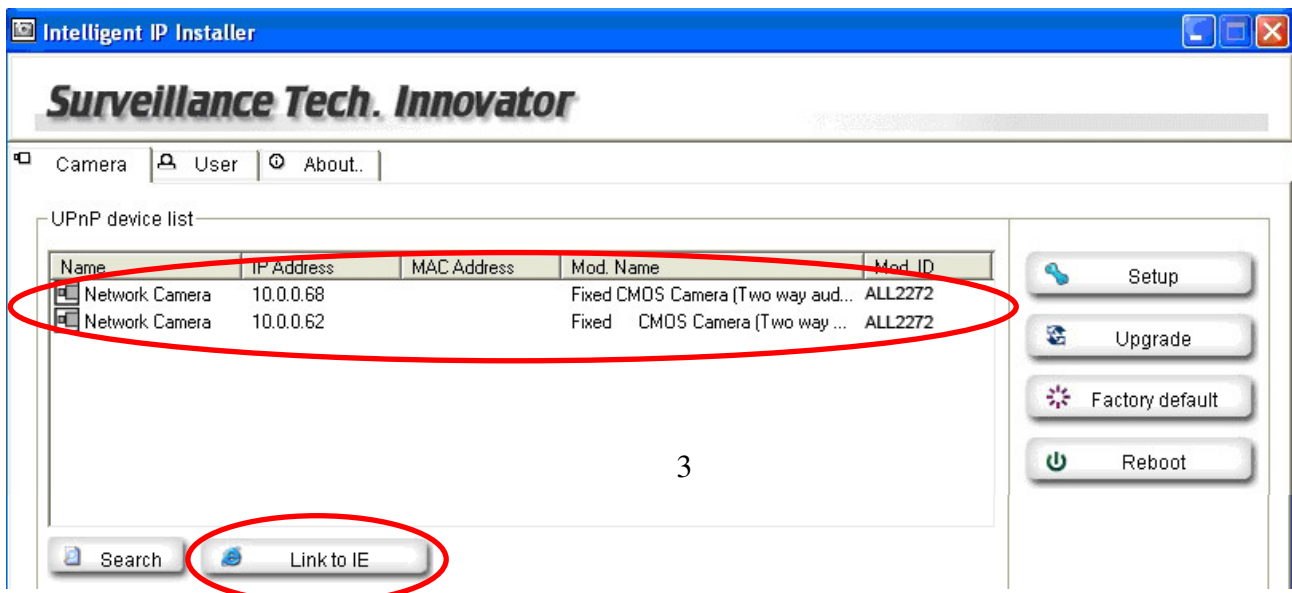 Intelligent IP Installer
Surveillance Tech. Innovator
Camera User About..
UPnP device list
Name IP Address MAC Address Mod. Name Mod. ID
Network Camera 10.0.0.68 Fixed CMOS Camera (Two way aud... ALL2272
Network Camera 10.0.0.62 Fixed CMOS Camera (Two way ... ALL2272
Setup
Upgrade
Factory default
3
Reboot
Search Link to IE